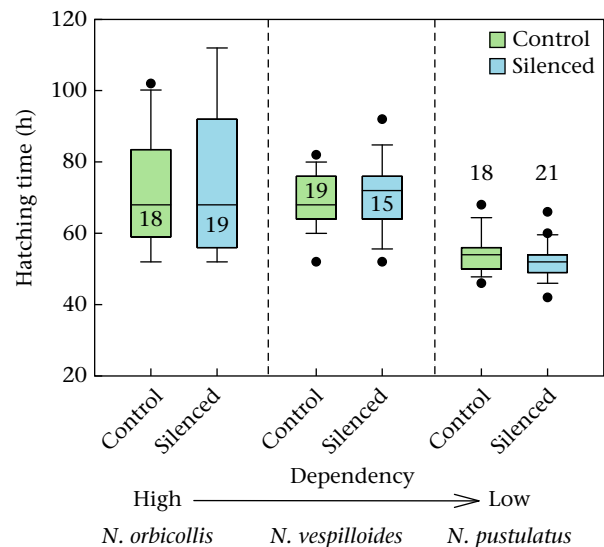 120
100
80
60
40
20
Hatching time (h)
Control
Silenced
18
19
19
15
18
21
Control
Silenced
Control
Silenced
Control
Silenced
Dependency
High
Low
N. orbicollis
N. vespilloides
N. pustulatus